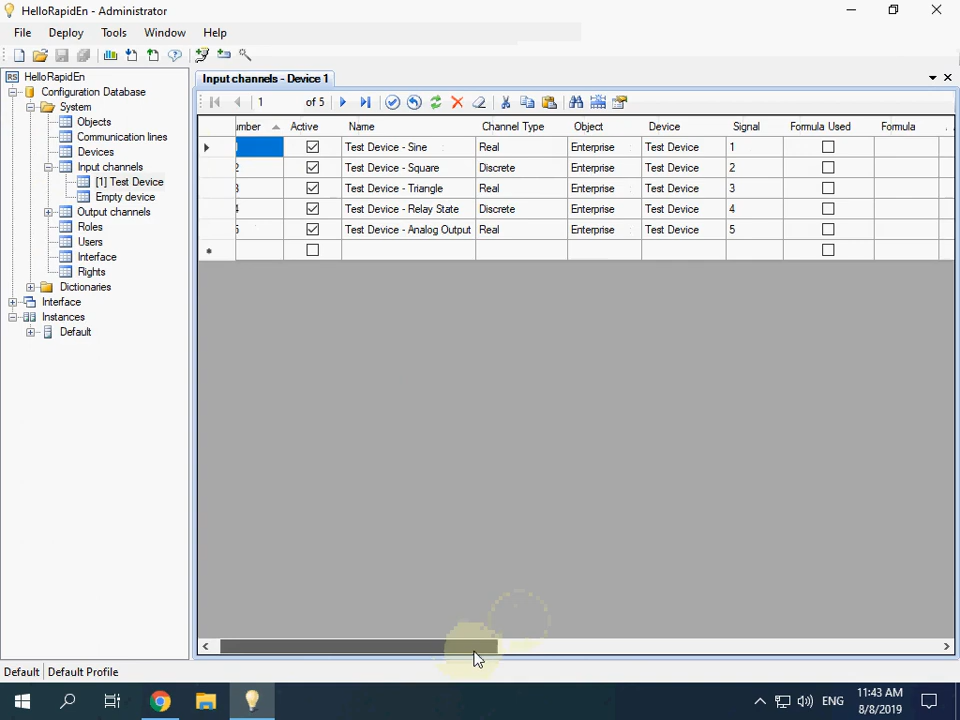 HelloRapidEn - Administrator
File Deploy Tools Window Help
HelloRapidEn
Configuration Database
System
Objects
Communication lines
Devices
Input channels
[1] Test Device
Empty device
Output channels
Roles
Users
Interface
Rights
Dictionaries
Interface
Instances
Default
Input channels - Device 1
1 of 5
umber Active Name Channel Type Object Device Signal Formula Used Formula
1 Test Device - Sine Real Enterprise Test Device 1
2 Test Device - Square Discrete Enterprise Test Device 2
3 Test Device - Triangle Real Enterprise Test Device 3
4 Test Device - Relay State Discrete Enterprise Test Device 4
5 Test Device - Analog Output Real Enterprise Test Device 5
Default Default Profile
ENG
11:43 AM
8/8/2019